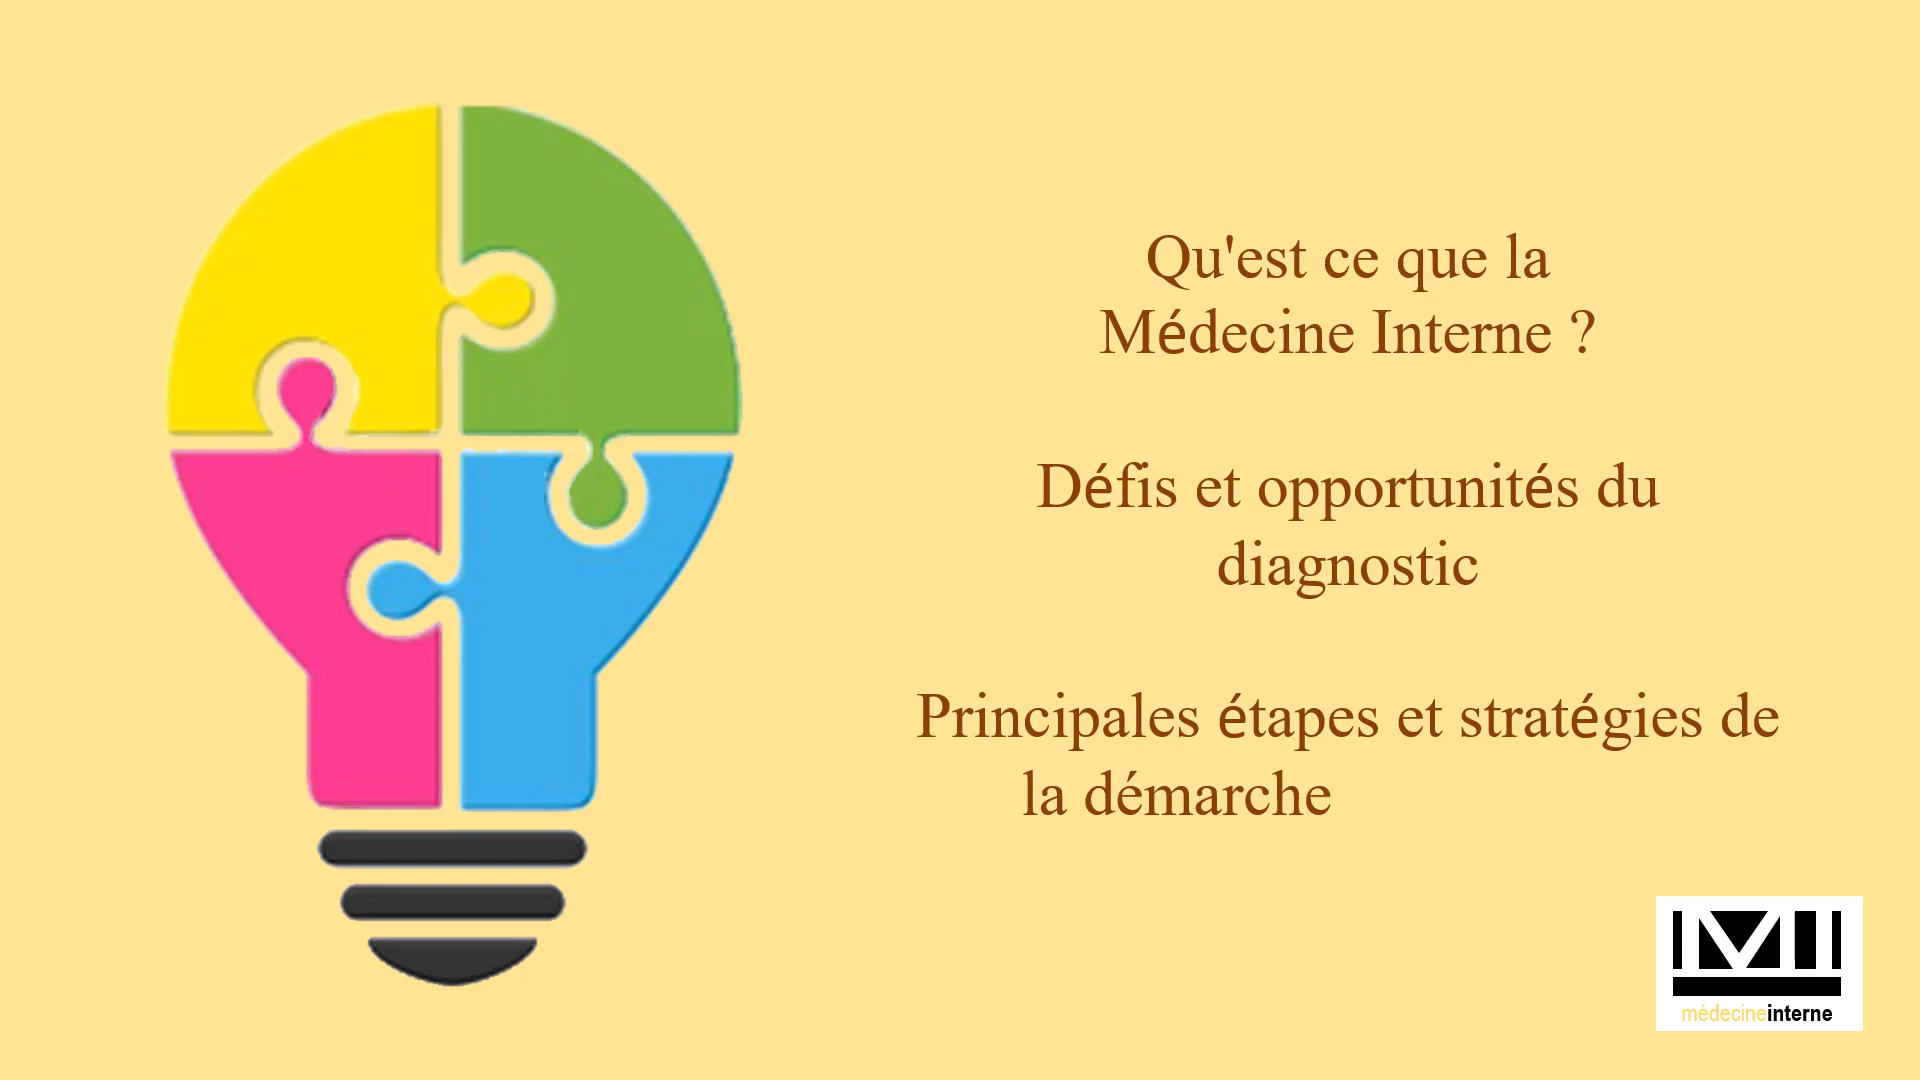 Qu'est ce que la
Médecine Interne ?
Défis et opportunités du
diagnostic
Principales étapes et stratégies de
la démarche
MI
médecineinterne